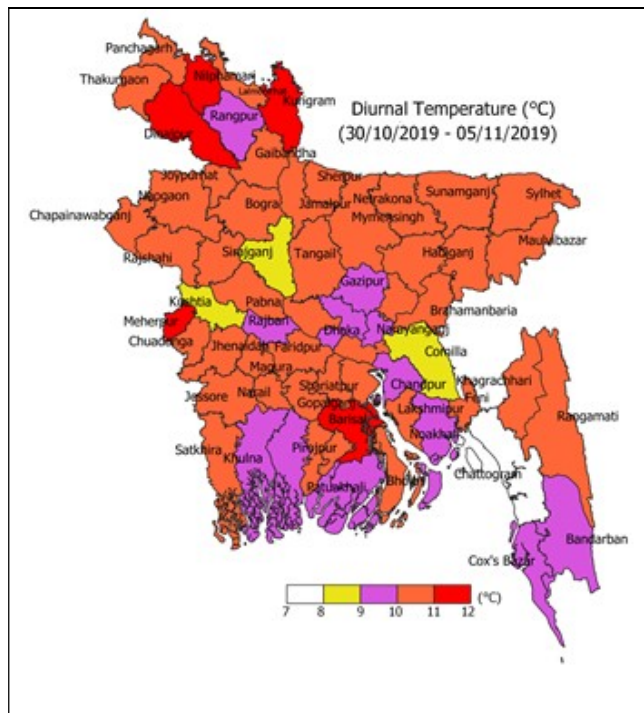 Panchagarh
Thakurgaon
Nilphamari
Lalmonirhat
Kurigram
Rangpur
Dinajpur
Diurnal Temperature (°C)
(30/10/2019 - 05/11/2019)
Gaibandha
Joypurhat
Sherpur
Naogaon
Bogra
Jamalpur
Netrakona
Sunamganj
Sylhet
Chapainawabganj
Mymensingh
Rajshahi
Sirajganj
Tangail
Habiganj
Maulvibazar
Gazipur
Kushtia
Pabna
Brahamanbaria
Meherpur
Rajbari
Dhaka
Narayanganj
Chuadanga
Jhenaidah
Faridpur
Comilla
Magura
Chandpur
Khagrachhari
Jessore
Narail
Shariatpur
Gopalganj
Lakshmipur
Feni
Rangamati
Barisal
Satkhira
Khulna
Pirojpur
Noakhali
Patuakhali
Bhola
Chattogram
Cox's Bazar
Bandarban
7 8 9 10 11 12 (°C)